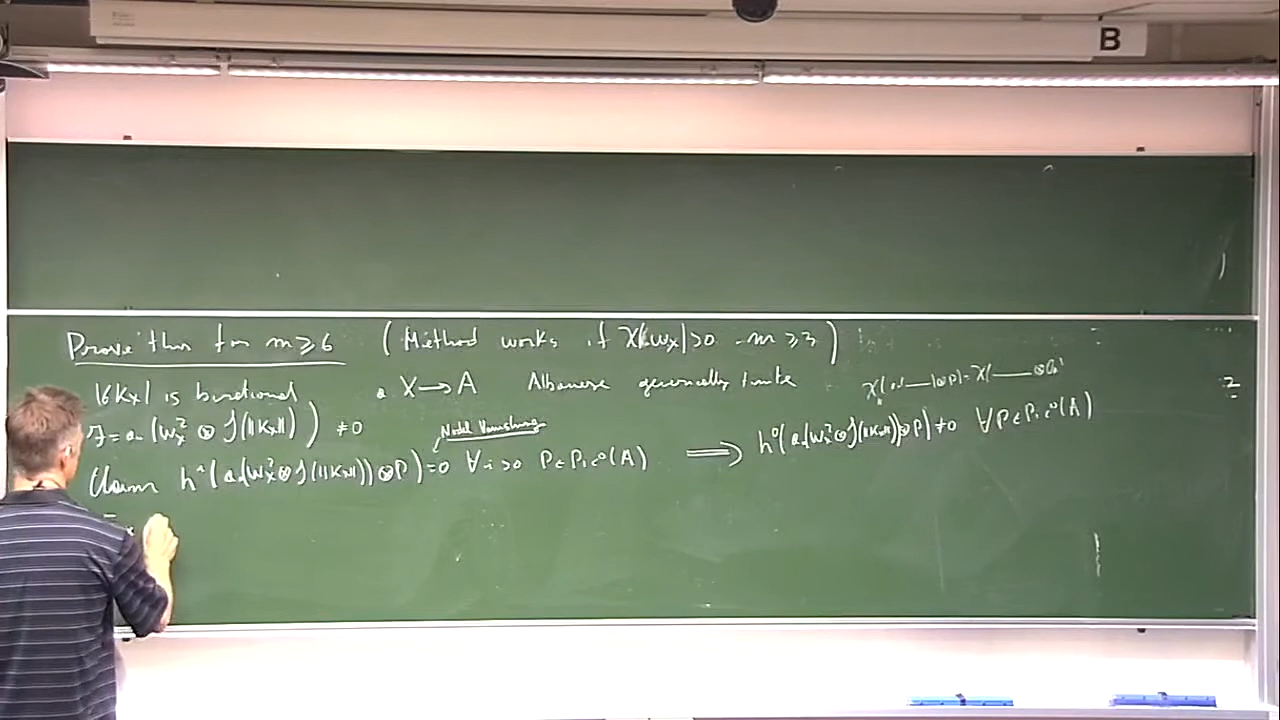 B
Prove thm for m ≥ 6 ( Method works if χ(ω_X) > 0 m ≥ 3 )
|6K_X| is birational a X → A Albanese generically finite
χ( ⊗P) = χ( ⊗
F = a_*(ω_X^2 ⊗ J(||K_X||)) ≠ 0
Nadel Vanishing
Claim h^i(a_*(ω_X^2 ⊗ J(||K_X||)) ⊗ P) = 0 ∀ i > 0 P ∈ Pic^0(A) ⟹ h^0(a_*(ω_X^2 ⊗ J(||K_X||)) ⊗ P) ≠ 0 ∀ P ∈ Pic^0(A)